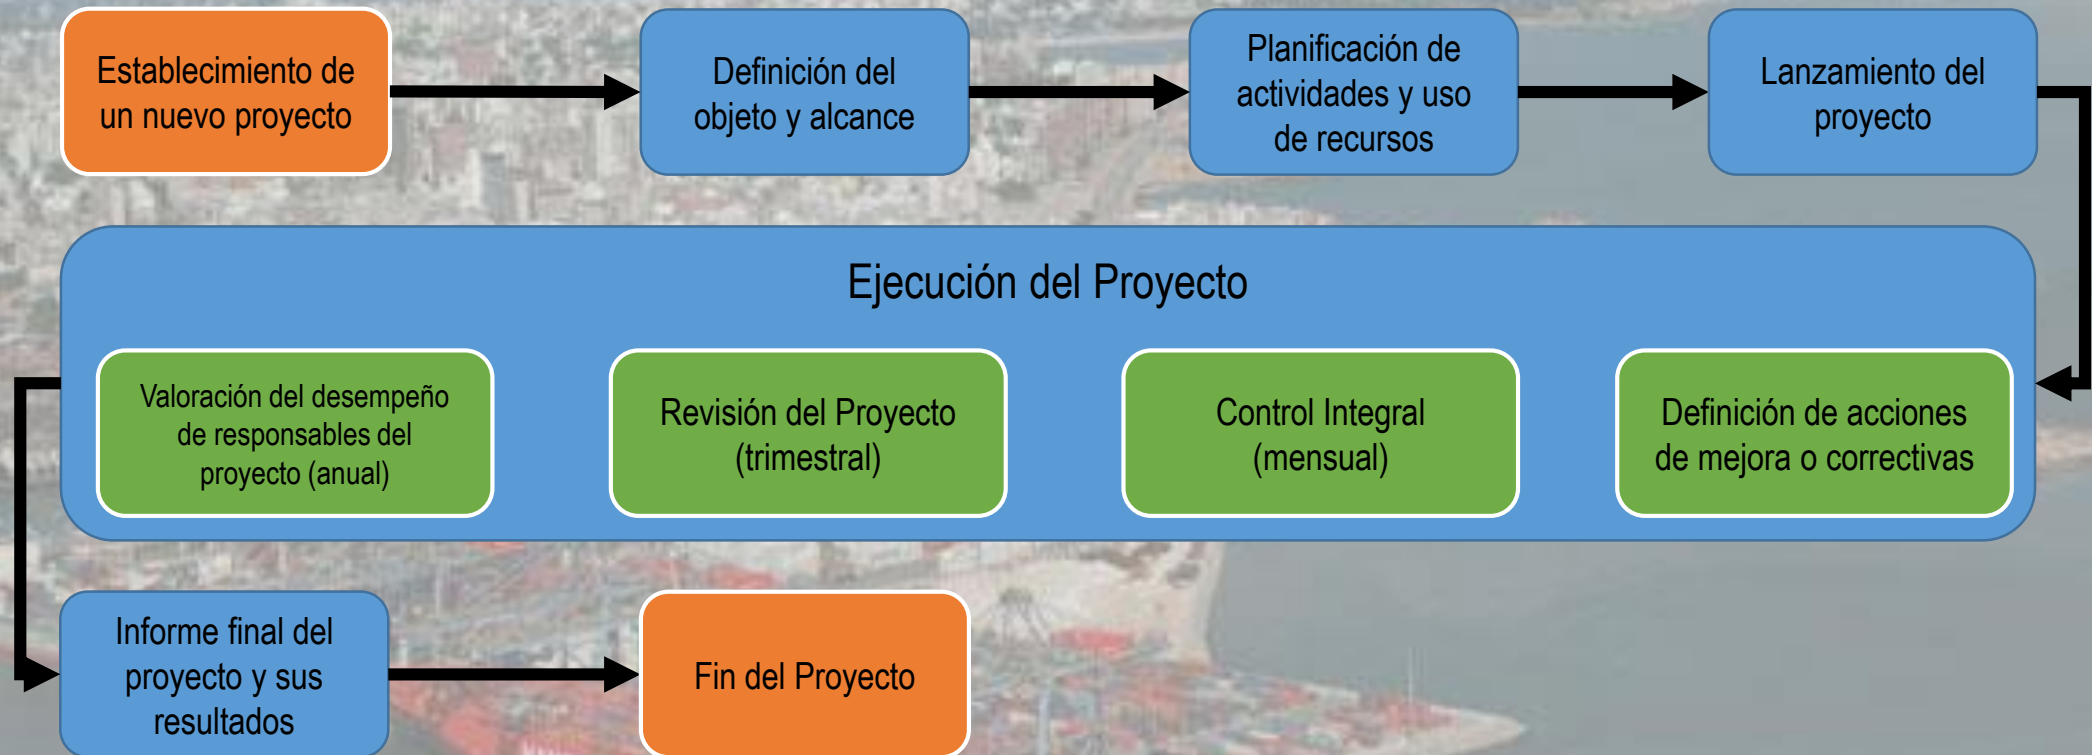 Establecimiento de
un nuevo proyecto
Definición del
objeto y alcance
Planificación de
actividades y uso
de recursos
Lanzamiento del
proyecto
Ejecución del Proyecto
Valoración del desempeño
de responsables del
proyecto (anual)
Revisión del Proyecto
(trimestral)
Control Integral
(mensual)
Definición de acciones
de mejora o correctivas
Informe final del
proyecto y sus
resultados
Fin del Proyecto